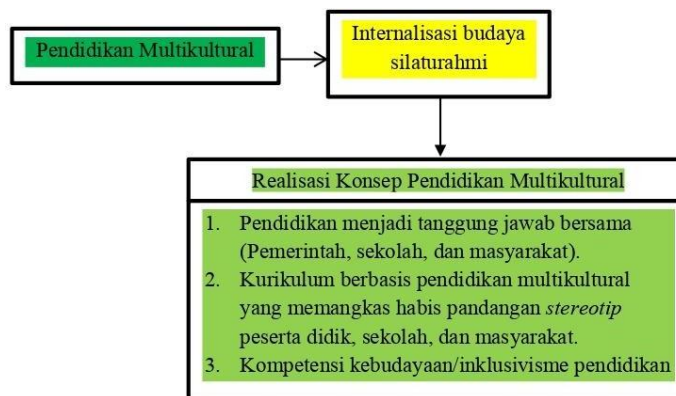 Pendidikan Multikultural
Internalisasi budaya
silaturahmi
Realisasi Konsep Pendidikan Multikultural
1. Pendidikan menjadi tanggung jawab bersama
(Pemerintah, sekolah, dan masyarakat).
2. Kurikulum berbasis pendidikan multikultural
yang memangkas habis pandangan stereotip
peserta didik, sekolah, dan masyarakat.
3. Kompetensi kebudayaan/inklusivisme pendidikan